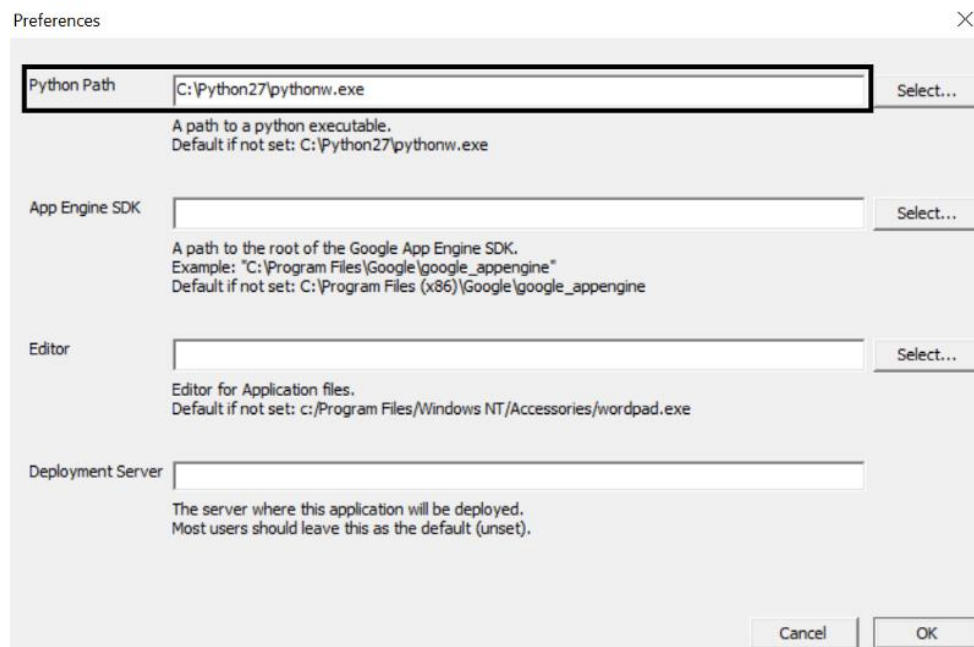 Preferences
Python Path
C:\Python27\pythonw.exe
Select...
A path to a python executable.
Default if not set: C:\Python27\pythonw.exe
App Engine SDK
Select...
A path to the root of the Google App Engine SDK.
Example: "C:\Program Files\Google\google_appengine"
Default if not set: C:\Program Files (x86)\Google\google_appengine
Editor
Select...
Editor for Application files.
Default if not set: c:/Program Files/Windows NT/Accessories/wordpad.exe
Deployment Server
The server where this application will be deployed.
Most users should leave this as the default (unset).
Cancel
OK